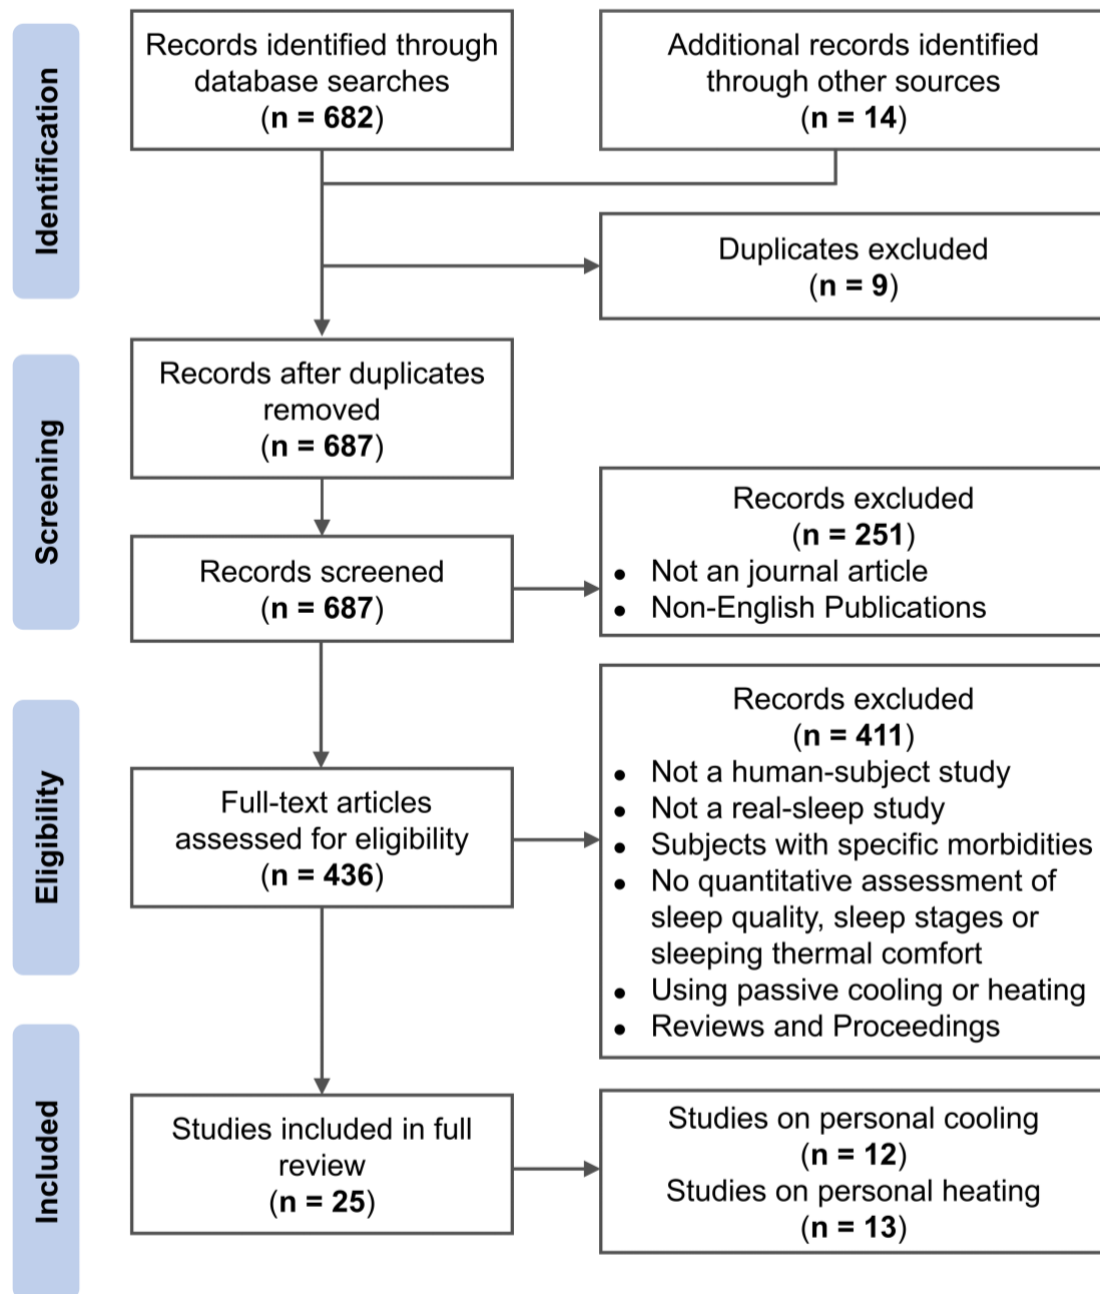 Identification
Records identified through
database searches
(n = 682)
Additional records identified
through other sources
(n = 14)
Duplicates excluded
(n = 9)
Screening
Records after duplicates
removed
(n = 687)
Records screened
(n = 687)
Records excluded
(n = 251)
• Not an journal article
• Non-English Publications
Eligibility
Full-text articles
assessed for eligibility
(n = 436)
Records excluded
(n = 411)
• Not a human-subject study
• Not a real-sleep study
• Subjects with specific morbidities
• No quantitative assessment of
sleep quality, sleep stages or
sleeping thermal comfort
• Using passive cooling or heating
• Reviews and Proceedings
Included
Studies included in full
review
(n = 25)
Studies on personal cooling
(n = 12)
Studies on personal heating
(n = 13)